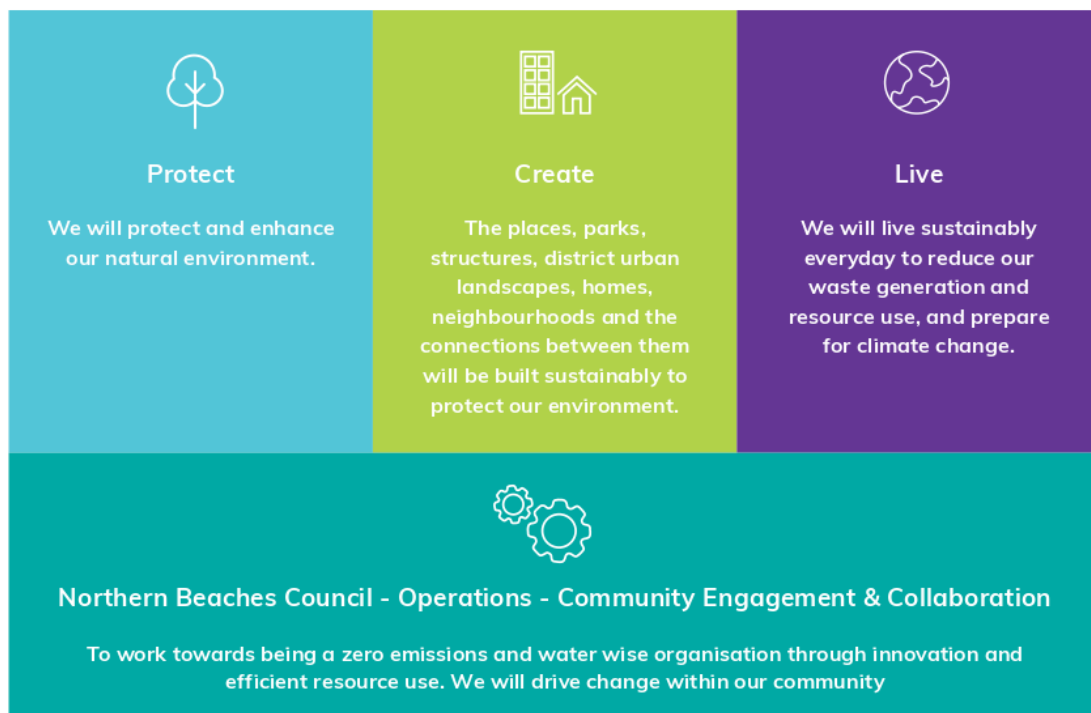 Protect
We will protect and enhance
our natural environment.
Create
The places, parks,
structures, district urban
landscapes, homes,
neighbourhoods and the
connections between them
will be built sustainably to
protect our environment.
Live
We will live sustainably
everyday to reduce our
waste generation and
resource use, and prepare
for climate change.
Northern Beaches Council - Operations - Community Engagement & Collaboration
To work towards being a zero emissions and water wise organisation through innovation and
efficient resource use. We will drive change within our community